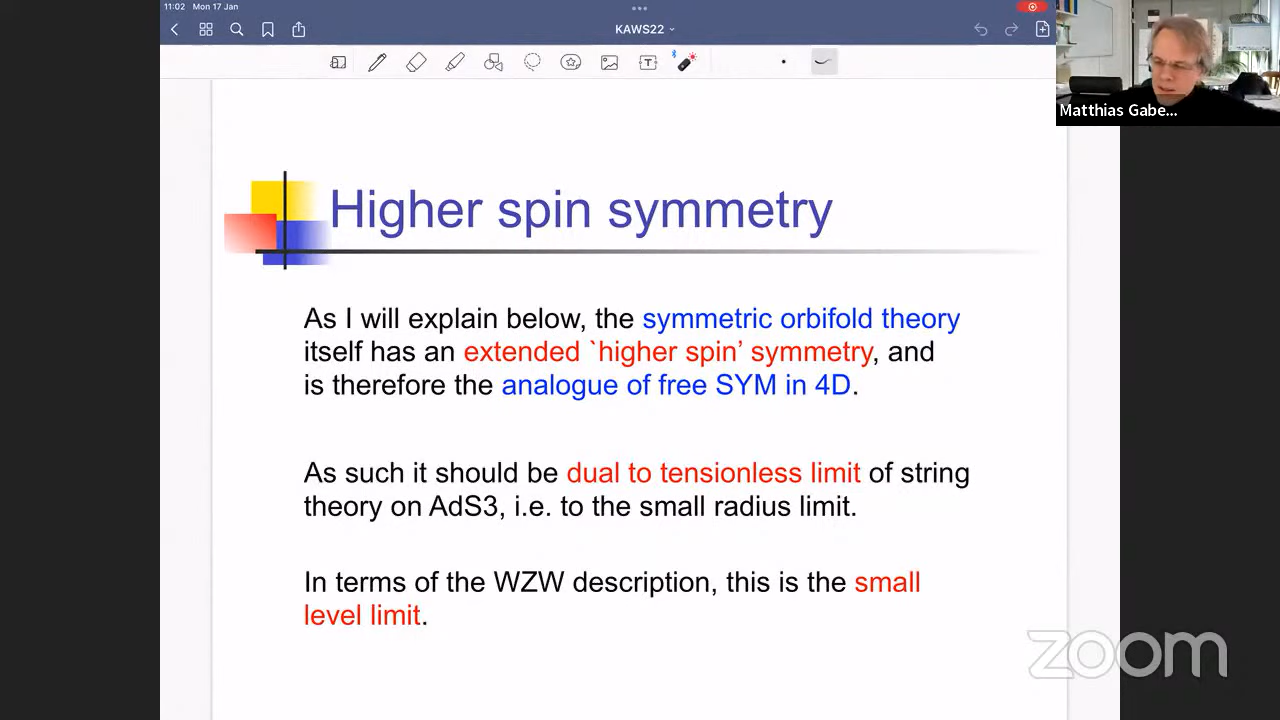 11:02 Mon 17 Jan
KAWS22
T
Matthias Gabe...
Higher spin symmetry
As I will explain below, the symmetric orbifold theory
itself has an extended `higher spin’ symmetry, and
is therefore the analogue of free SYM in 4D.
As such it should be dual to tensionless limit of string
theory on AdS3, i.e. to the small radius limit.
In terms of the WZW description, this is the small
level limit.
zoom